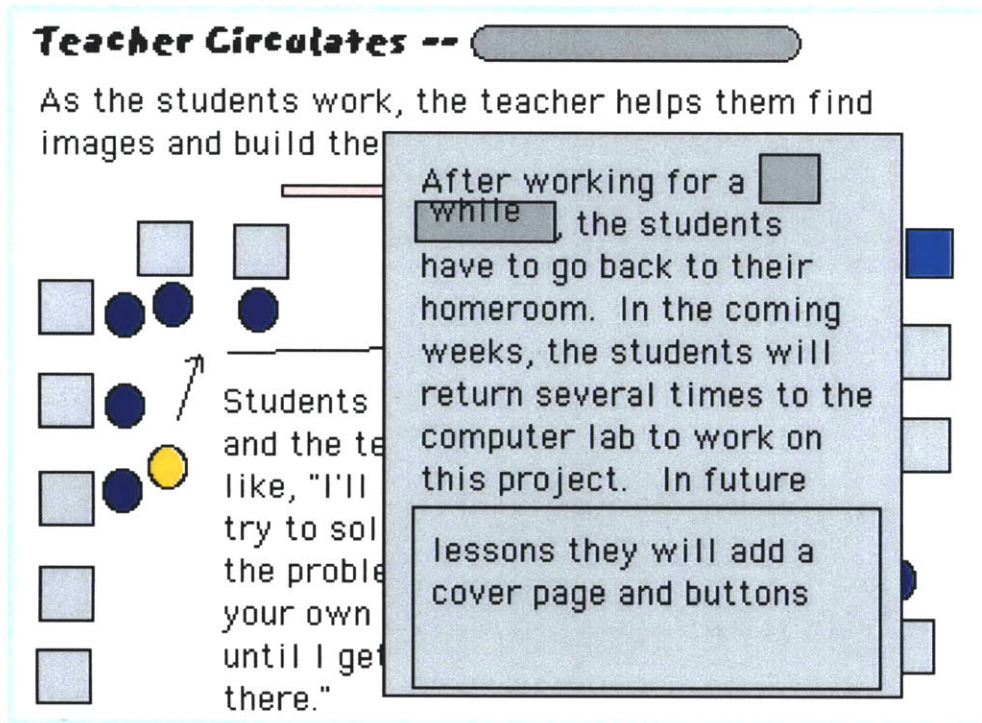 Teacher Circulates --
As the students work, the teacher helps them find
images and build the
After working for a
while, the students
have to go back to their
homeroom. In the coming
weeks, the students will
return several times to the
computer lab to work on
this project. In future
lessons they will add a
cover page and buttons
Students
and the te
like, "I'll
try to sol
the proble
your own
until I get
there."